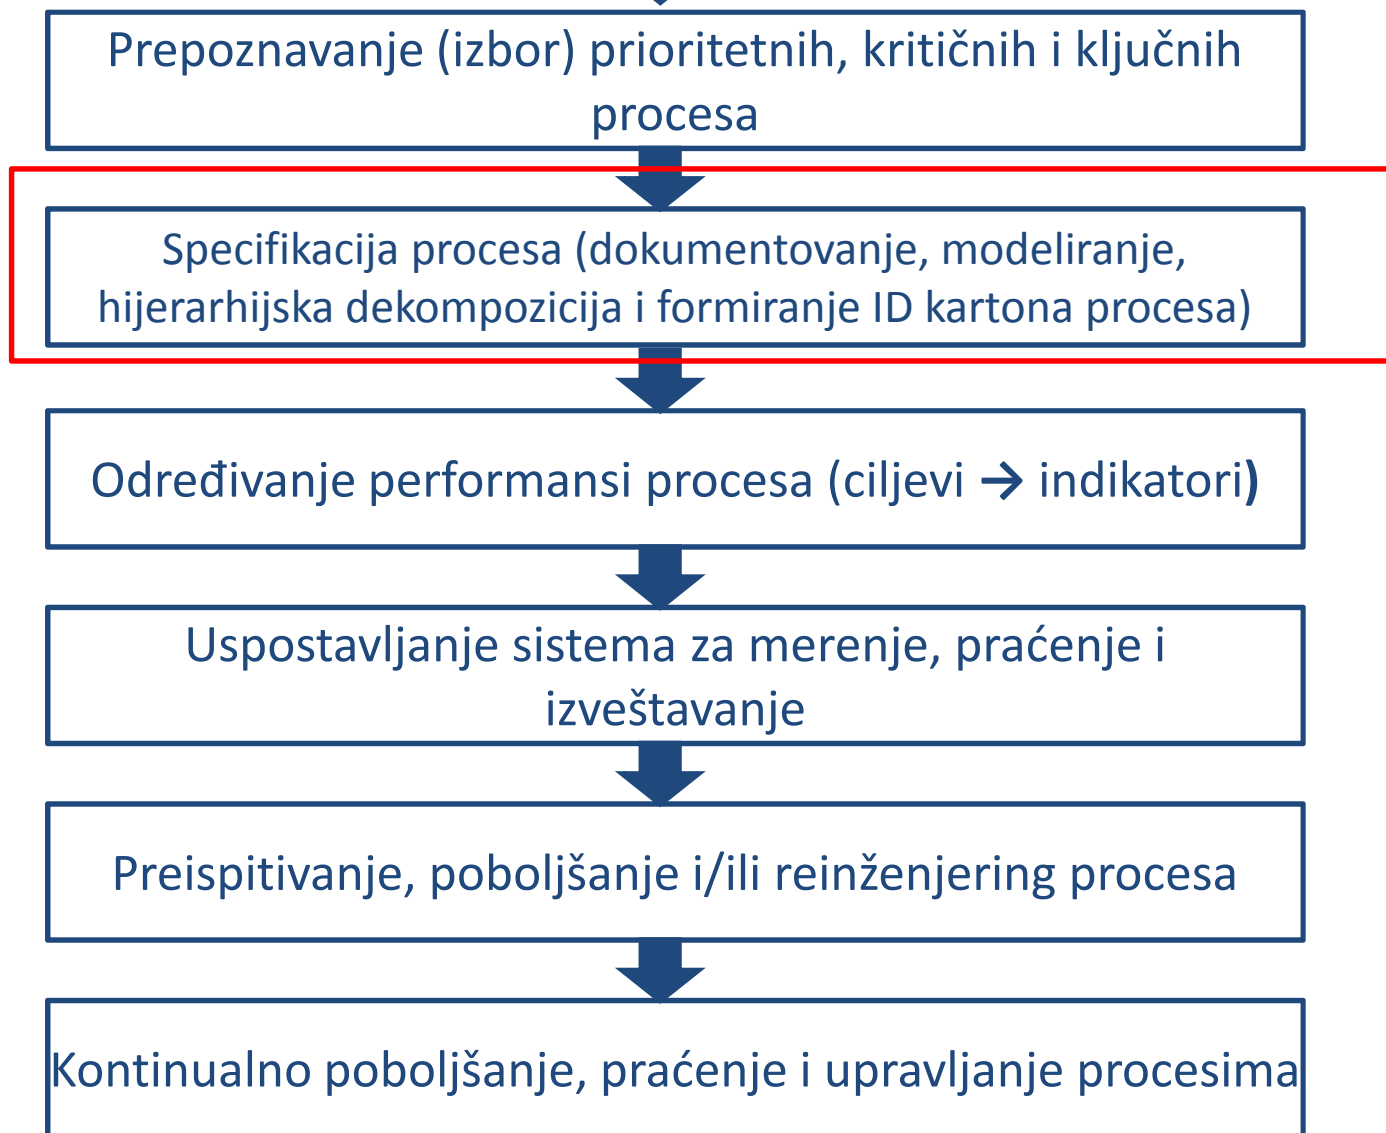 Prepoznavanje (izbor) prioritetnih, kritičnih i ključnih
procesa
Specifikacija procesa (dokumentovanje, modeliranje,
hijerarhijska dekompozicija i formiranje ID kartona procesa)
Određivanje performansi procesa (ciljevi → indikatori)
Uspostavljanje sistema za merenje, praćenje i
izveštavanje
Preispitivanje, poboljšanje i/ili reinženjering procesa
Kontinualno poboljšanje, praćenje i upravljanje procesima